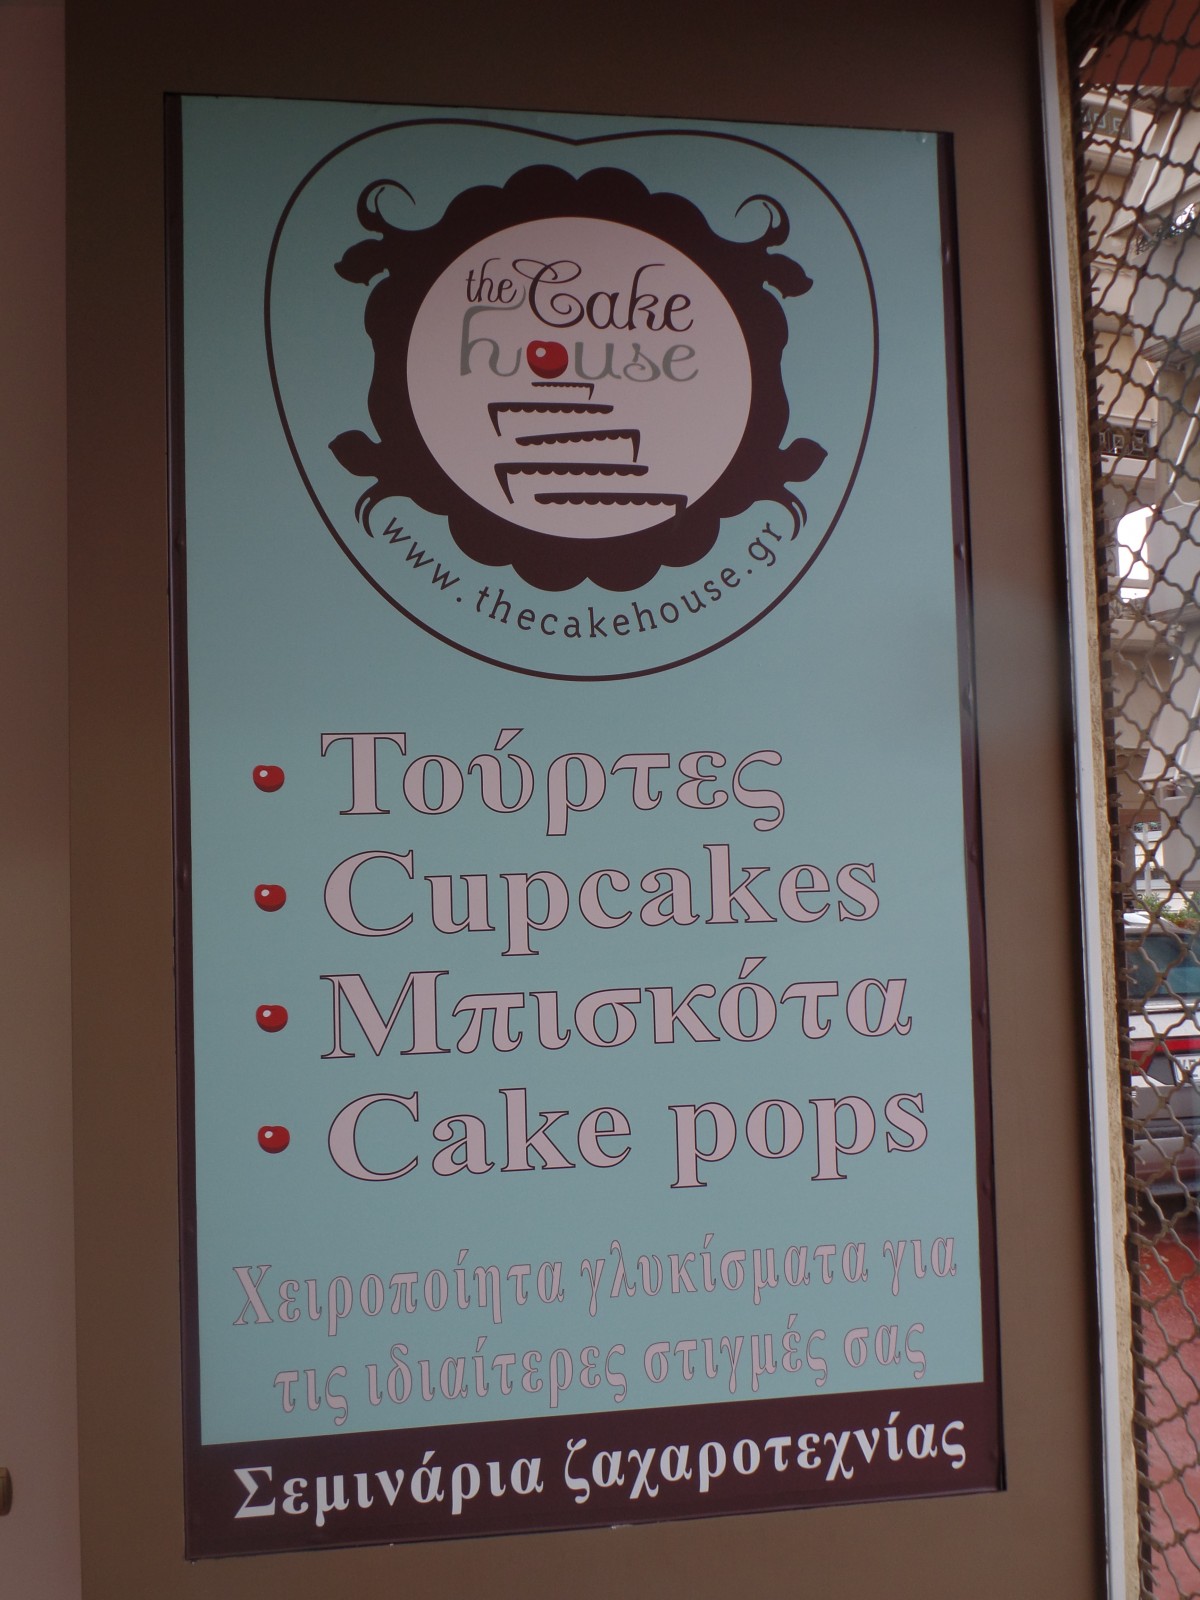 the Cake
house
www.thecakehouse.gr
Τούρτες
Cupcakes
Μπισκότα
Cake pops
Χειροποίητα γλυκίσματα για
τις ιδιαίτερες στιγμές σας
Σεμινάρια ζαχαροτεχνίας